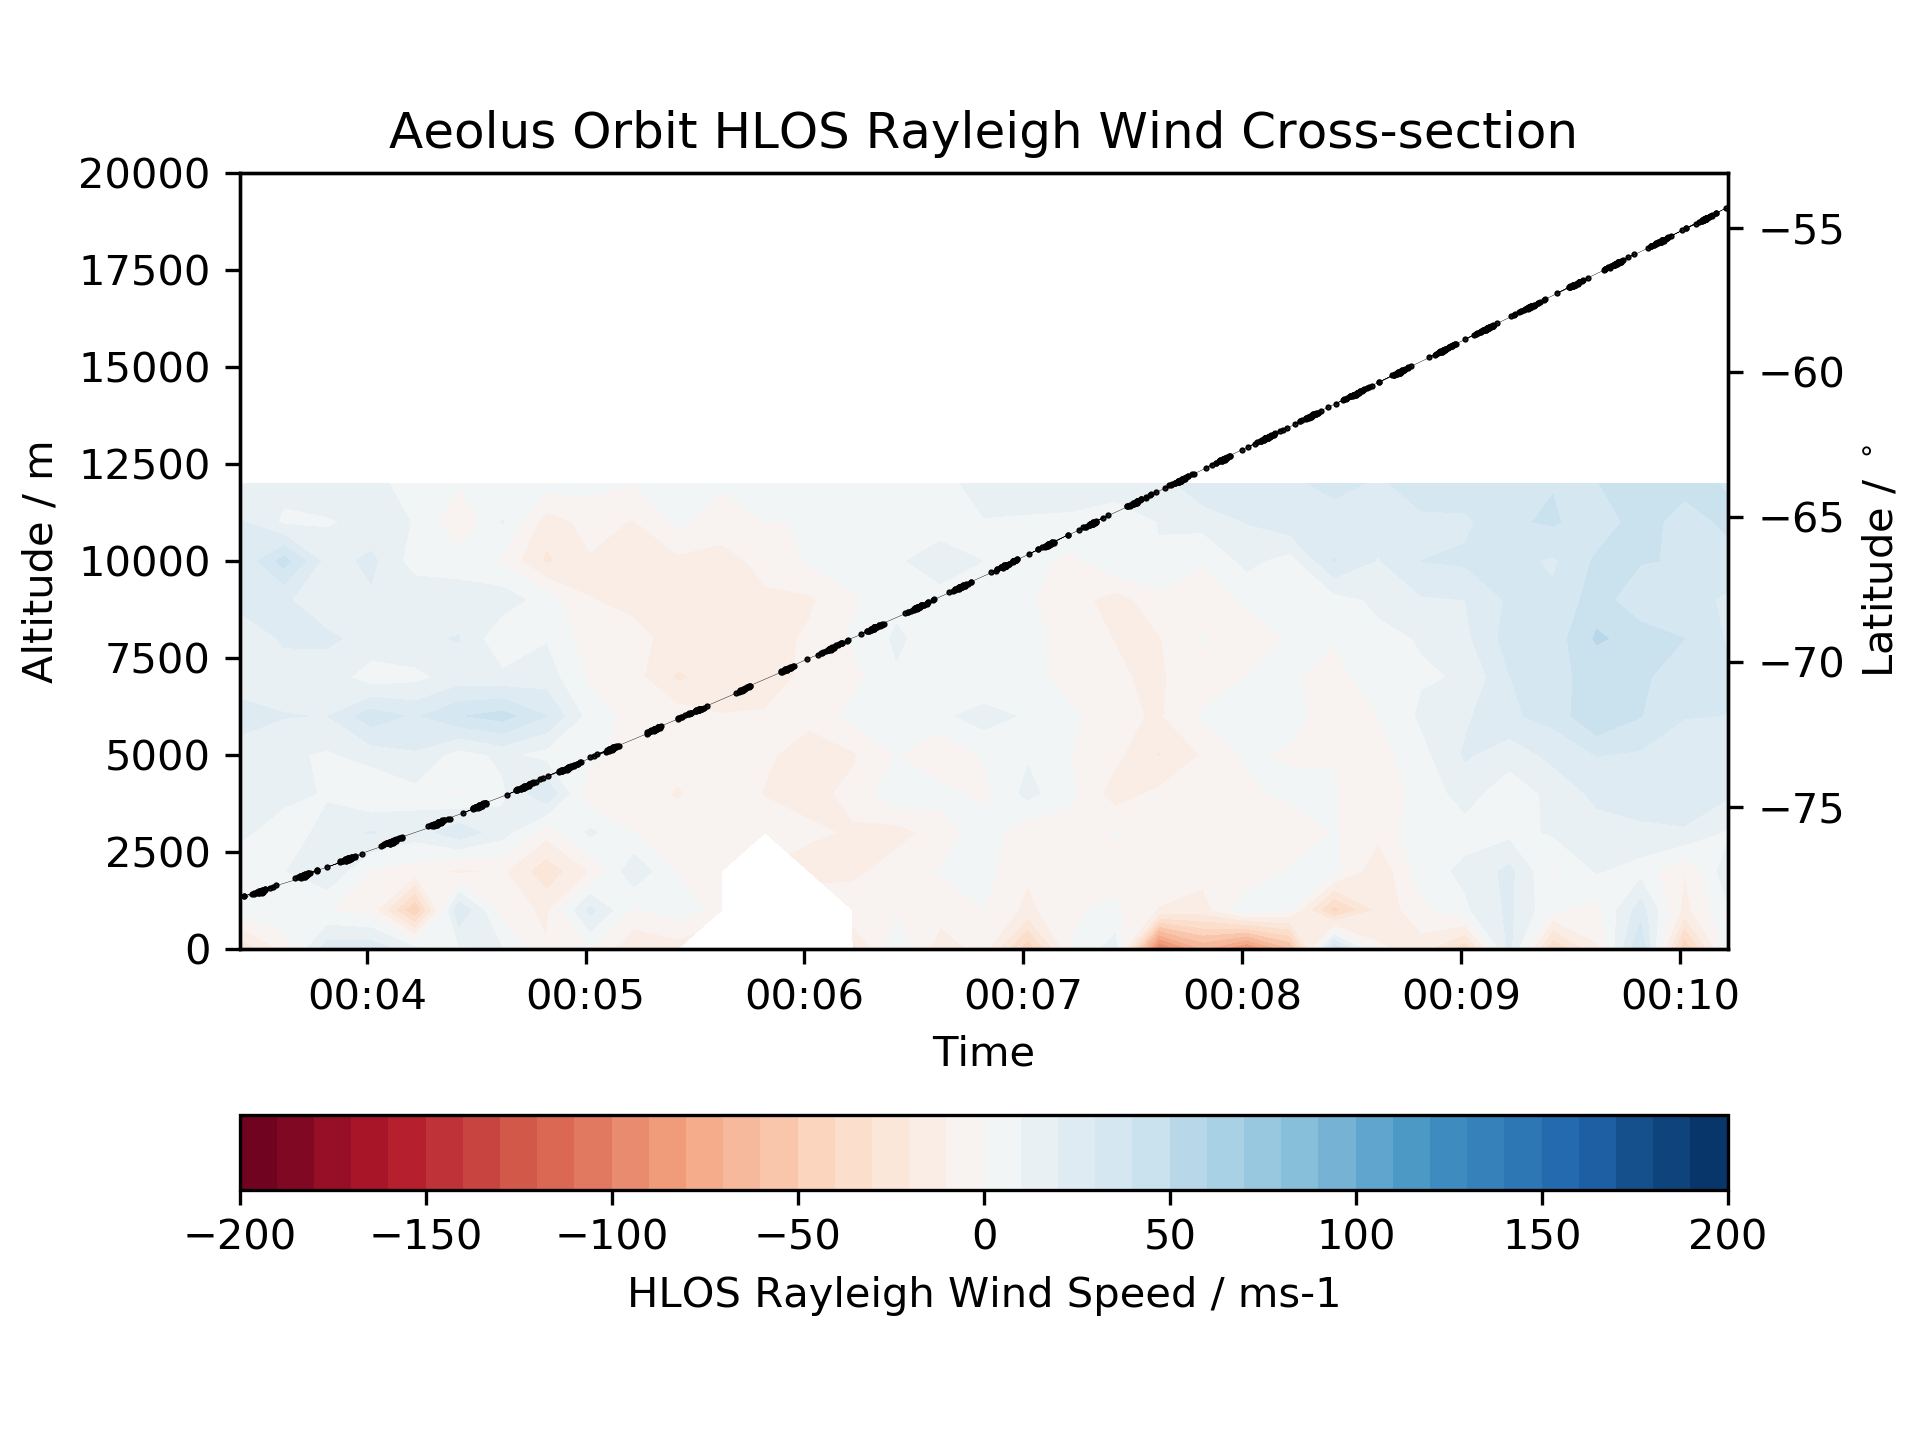 Aeolus Orbit HLOS Rayleigh Wind Cross-section
20000
17500
15000
12500
10000
7500
5000
2500
0
Altitude / m
−55
−60
−65
−70
−75
Latitude / °
00:04 00:05 00:06 00:07 00:08 00:09 00:10
Time
−200 −150 −100 −50 0 50 100 150 200
HLOS Rayleigh Wind Speed / ms-1